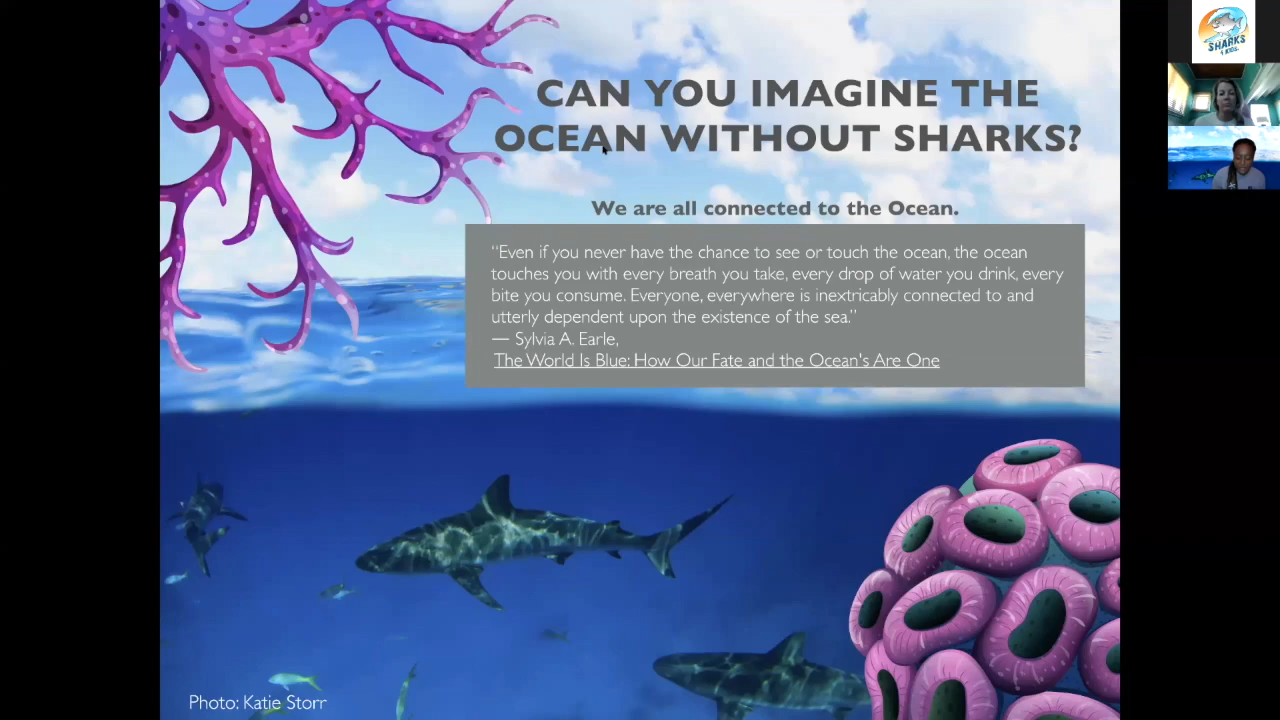 CAN YOU IMAGINE THE
OCEAN WITHOUT SHARKS?
We are all connected to the Ocean.
“Even if you never have the chance to see or touch the ocean, the ocean
touches you with every breath you take, every drop of water you drink, every
bite you consume. Everyone, everywhere is inextricably connected to and
utterly dependent upon the existence of the sea.”
— Sylvia A. Earle,
The World Is Blue: How Our Fate and the Ocean's Are One
Photo: Katie Storr
SHARKS
4 KIDS.